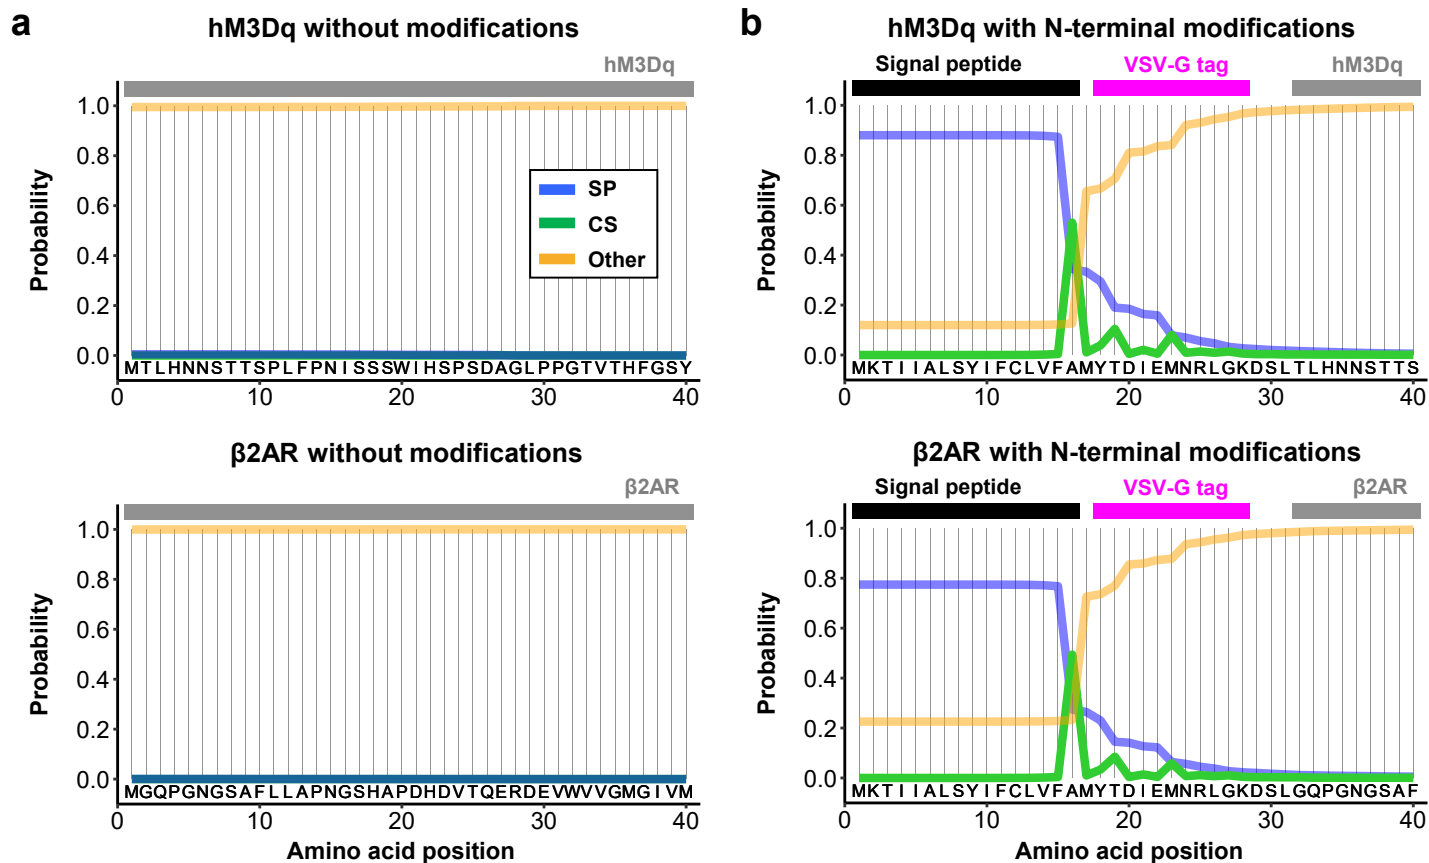 a
hM3Dq without modifications
hM3Dq
Probability
1.0
0.8
0.6
0.4
0.2
0.0
SP
CS
Other
MTLHNNSTTSPLFPNISSSWIHSPSDAGLPPGTVTHFGSY
0 10 20 30 40
β2AR without modifications
β2AR
Probability
1.0
0.8
0.6
0.4
0.2
0.0
MGQPGNGSAFLLAPNGSHAPDHDVTQERDEVWVVGMGIVM
0 10 20 30 40
Amino acid position
b
hM3Dq with N-terminal modifications
Signal peptide VSV-G tag hM3Dq
Probability
1.0
0.8
0.6
0.4
0.2
0.0
MKTIIALSYIFCLVFAMYTDIEMNRLGKDSLTLHNNSTTS
0 10 20 30 40
β2AR with N-terminal modifications
Signal peptide VSV-G tag β2AR
Probability
1.0
0.8
0.6
0.4
0.2
0.0
MKTIIALSYIFCLVFAMYTDIEMNRLGKDSLGQPGNGSAF
0 10 20 30 40
Amino acid position